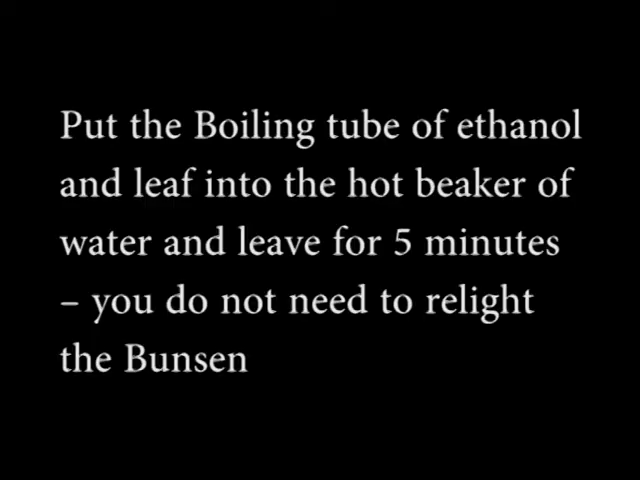 Put the Boiling tube of ethanol
and leaf into the hot beaker of
water and leave for 5 minutes
– you do not need to relight
the Bunsen